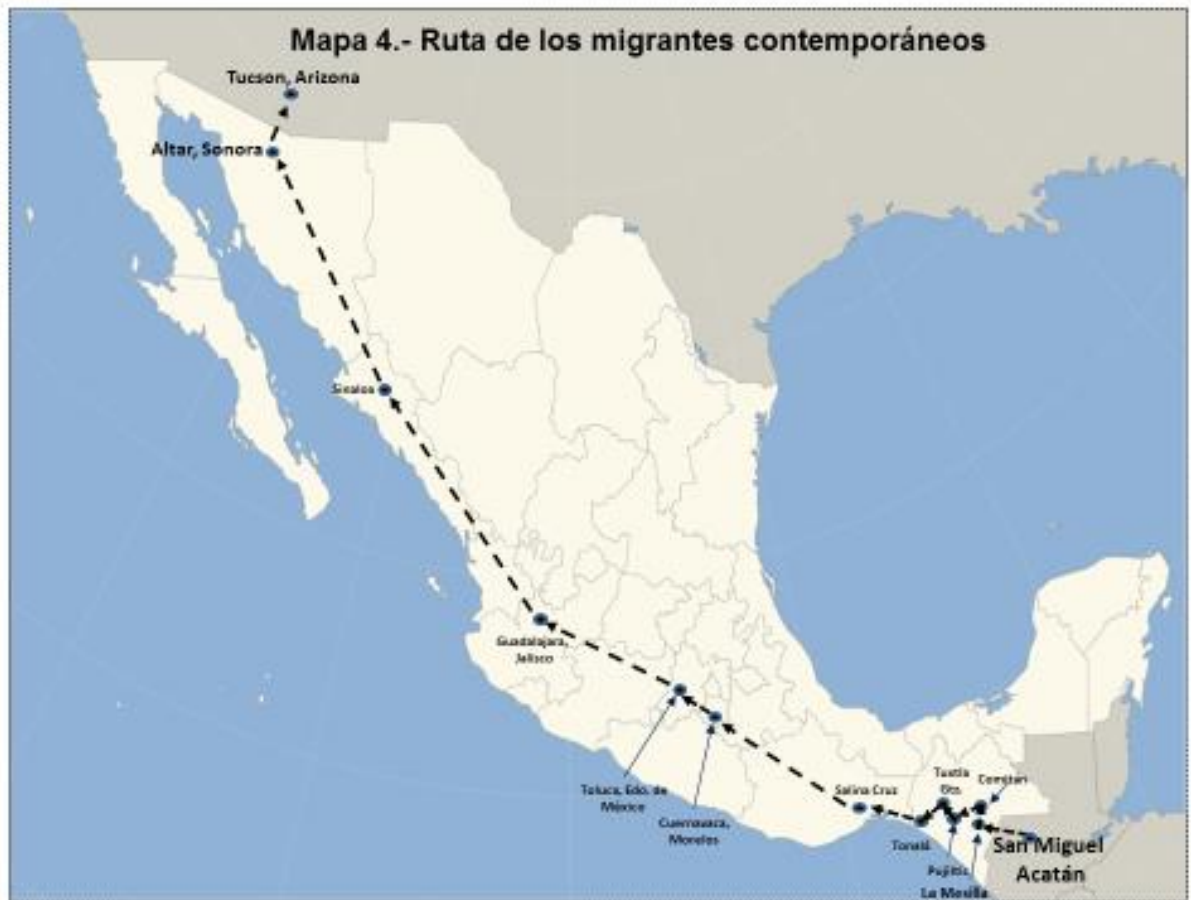 Mapa 4.- Ruta de los migrantes contemporáneos
Tucson, Arizona
Altar, Sonora
Sinaloa
Guadalajara,
Jalisco
Toluca, Edo. de
México
Cuernavaca,
Morelos
Salina Cruz
Tuxtla
Gtz.
Comitan
Tonalá
Pujiltic
La Mesilla
San Miguel
Acatán